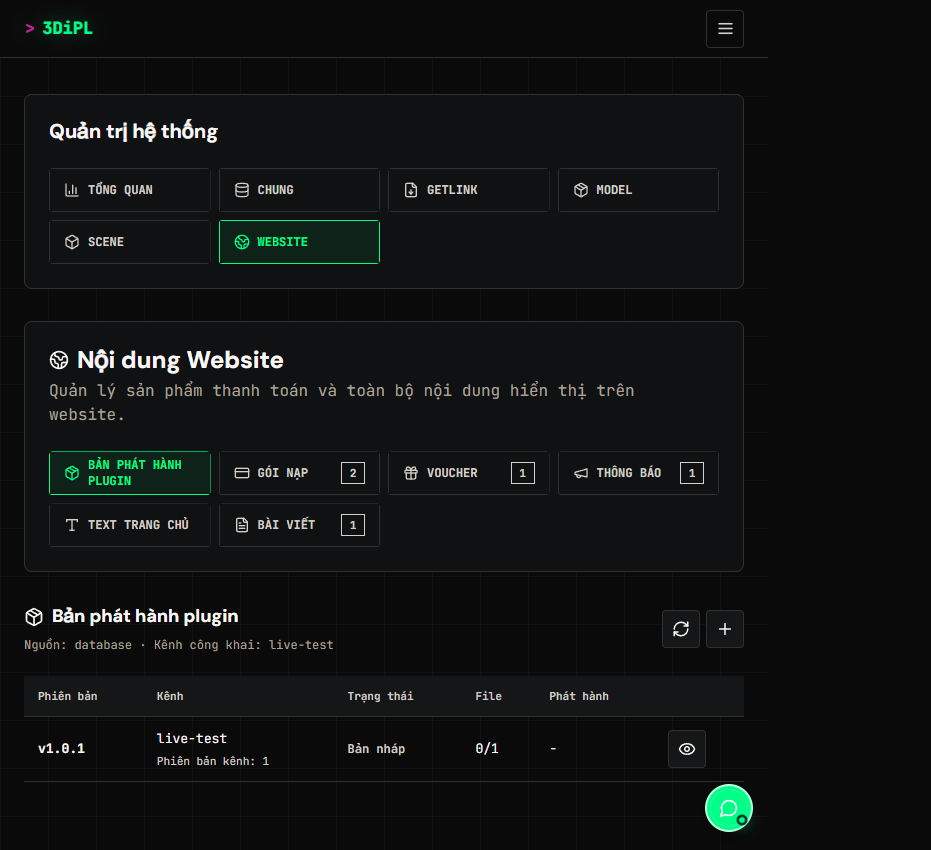 > 3DiPL
Quản trị hệ thống
TỔNG QUAN
CHUNG
GETLINK
MODEL
SCENE
WEBSITE
Nội dung Website
Quản lý sản phẩm thanh toán và toàn bộ nội dung hiển thị trên
website.
BẢN PHÁT HÀNH
PLUGIN
GÓI NẠP 2
VOUCHER 1
THÔNG BÁO 1
TEXT TRANG CHỦ
BÀI VIẾT 1
Bản phát hành plugin
Nguồn: database · Kênh công khai: live-test
Phiên bản Kênh Trạng thái File Phát hành
v1.0.1 live-test Bản nháp 0/1 -
Phiên bản kênh: 1